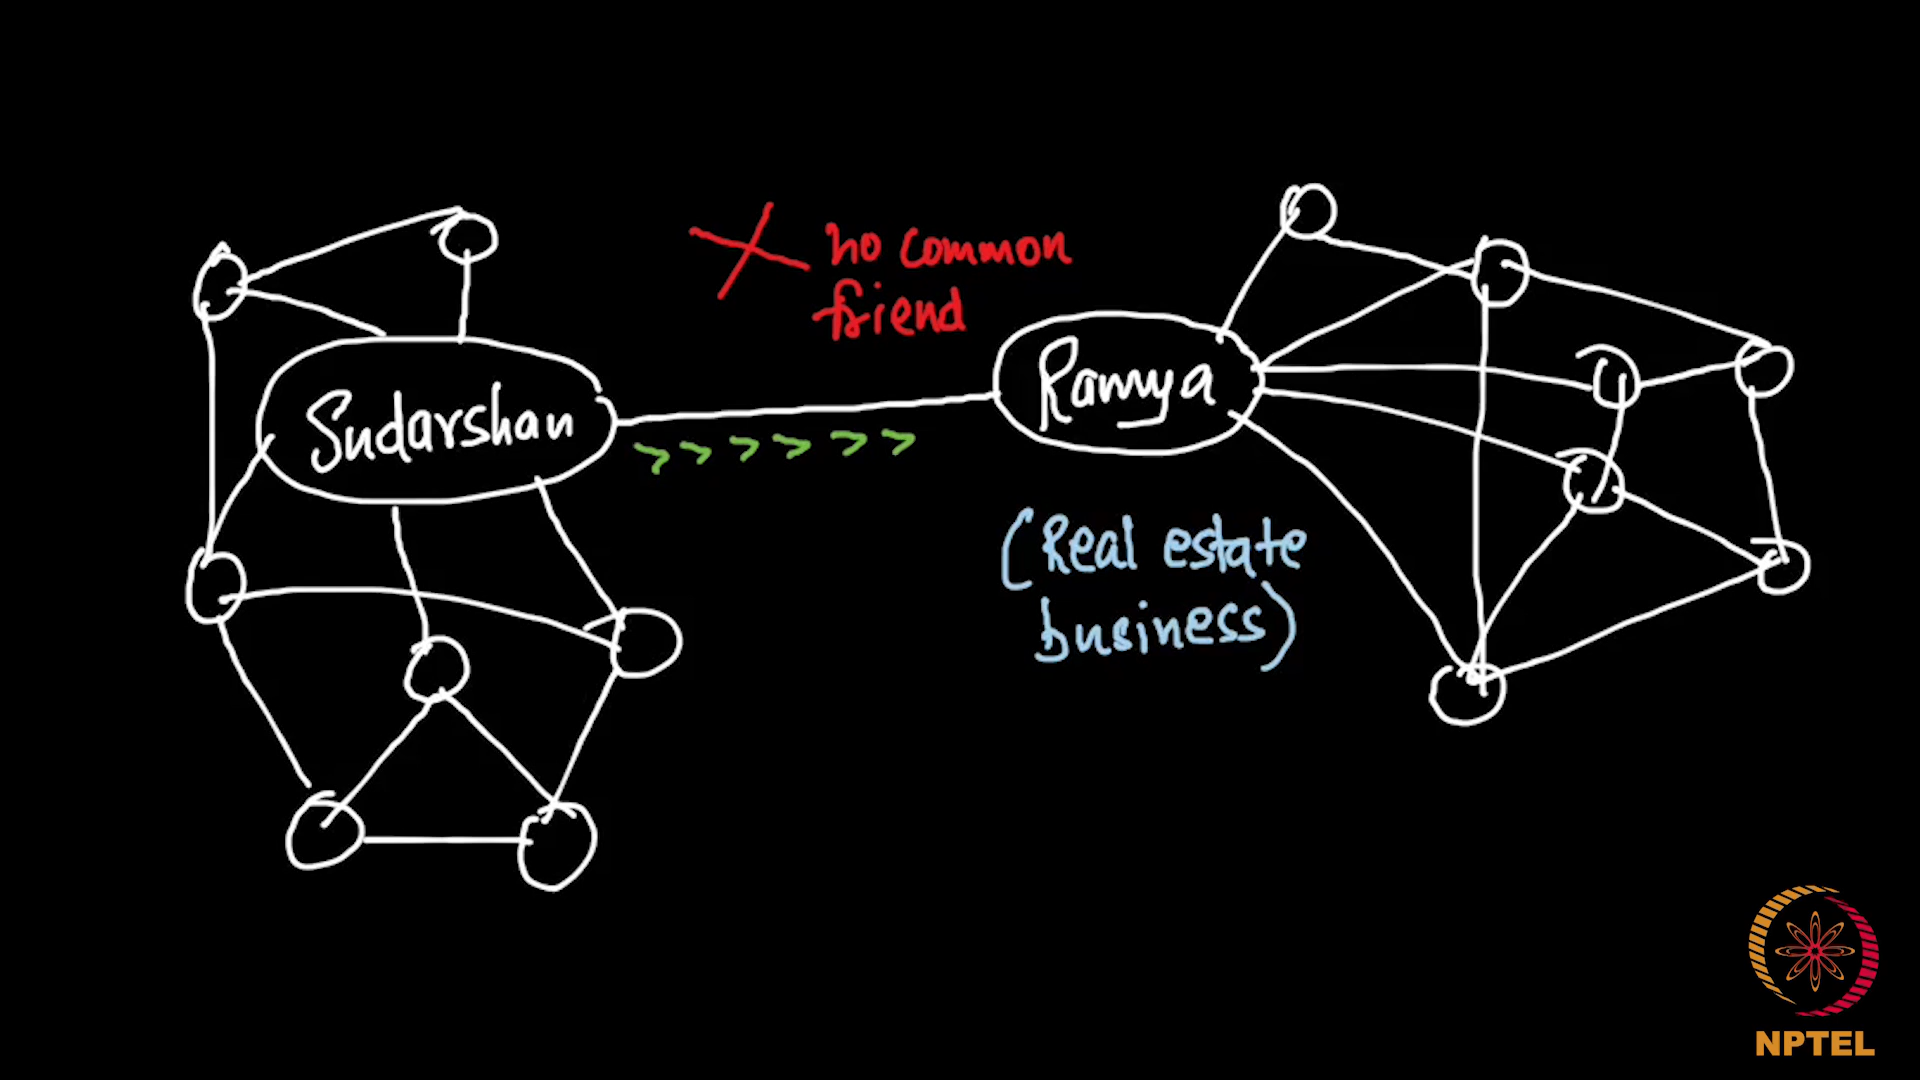 no common
friend
Sudarshan
Ramya
(Real estate
business)
NPTEL